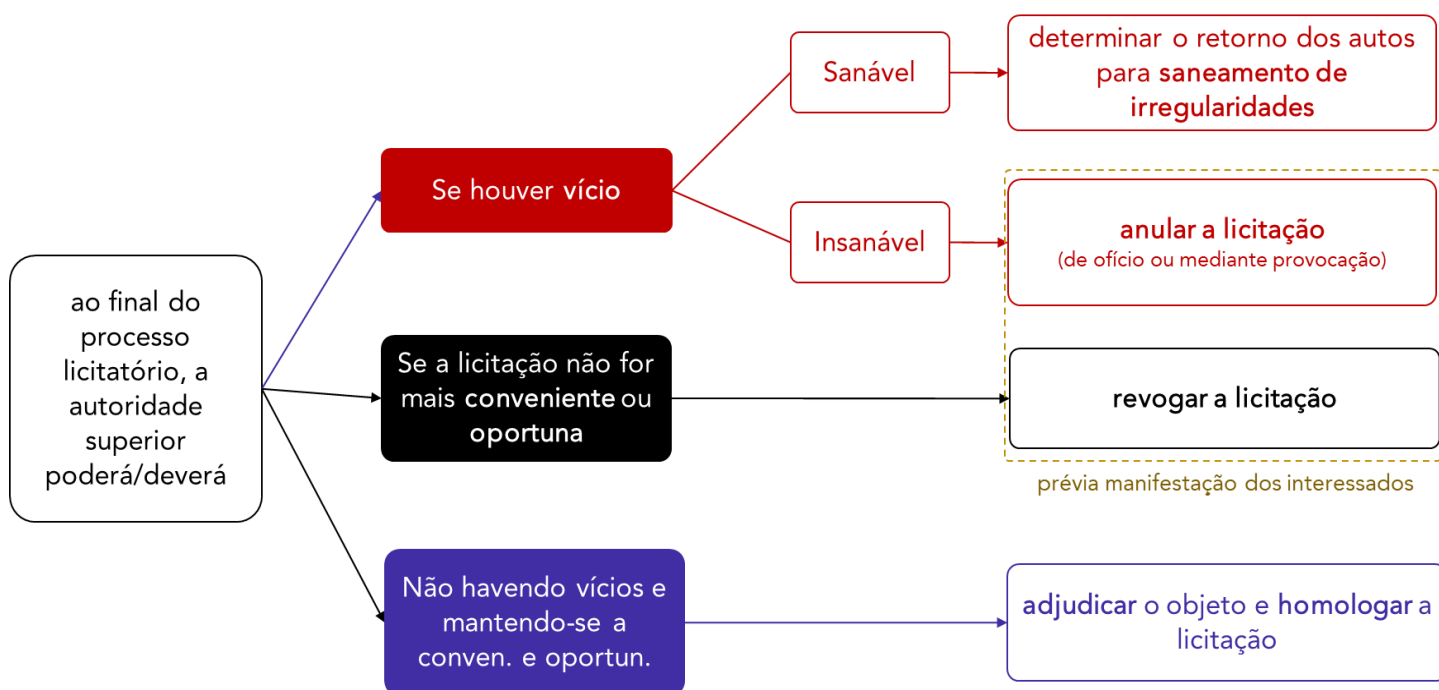 ao final do
processo
licitatório, a
autoridade
superior
poderá/deverá
Se houver vício
Sanável
determinar o retorno dos autos
para saneamento de
irregularidades
Insanável
anular a licitação
(de ofício ou mediante provocação)
Se a licitação não for
mais conveniente ou
oportuna
revogar a licitação
prévia manifestação dos interessados
Não havendo vícios e
mantendo-se a
conven. e oportun.
adjudicar o objeto e homologar a
licitação